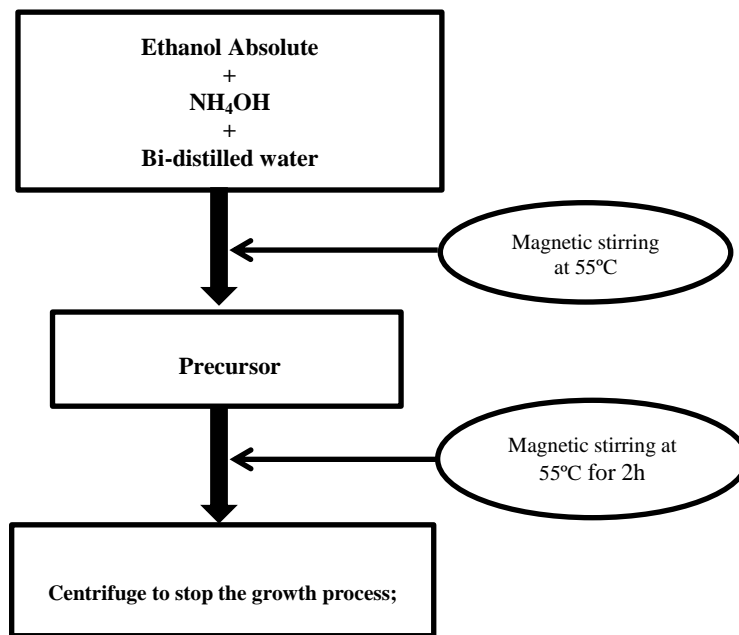 Ethanol Absolute
+
NH₄OH
+
Bi-distilled water
Magnetic stirring
at 55ºC
Precursor
Magnetic stirring at
55ºC for 2h
Centrifuge to stop the growth process;